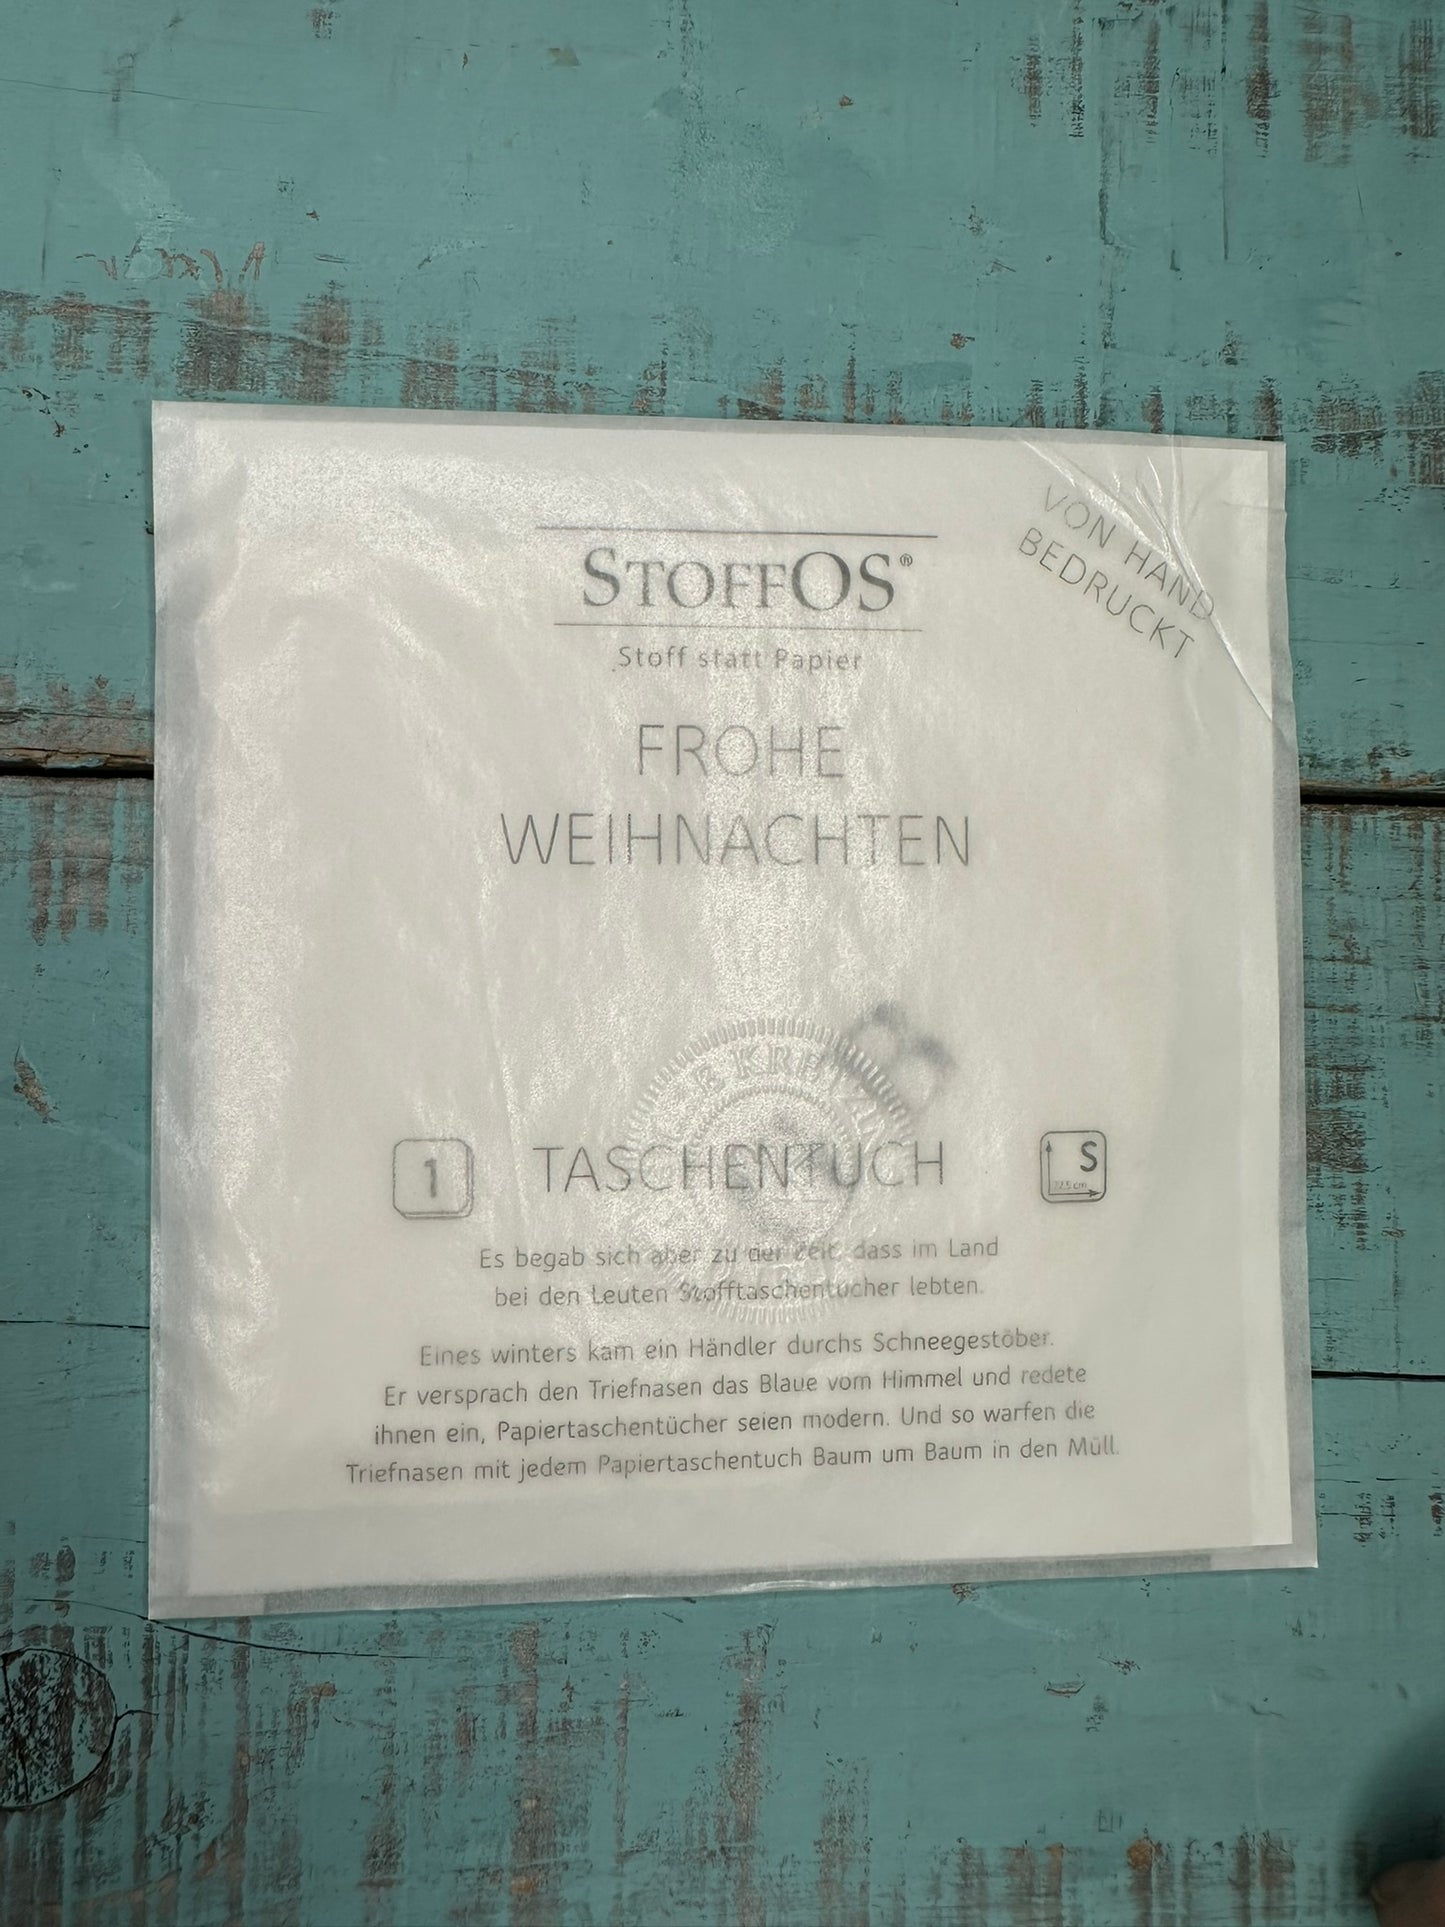 STOFFOS®
Stoff statt Papier
VON HAND
BEDRUCKT
FROHE
WEIHNACHTEN
1
TASCHENTUCH
S
Es begab sich aber zu der Zeit, dass im Land
bei den Leuten Stofftaschentücher lebten.
Eines winters kam ein Händler durchs Schneegestöber.
Er versprach den Triefnasen das Blaue vom Himmel und redete
ihnen ein, Papiertaschentücher seien modern. Und so warfen die
Triefnasen mit jedem Papiertaschentuch Baum um Baum in den Müll.